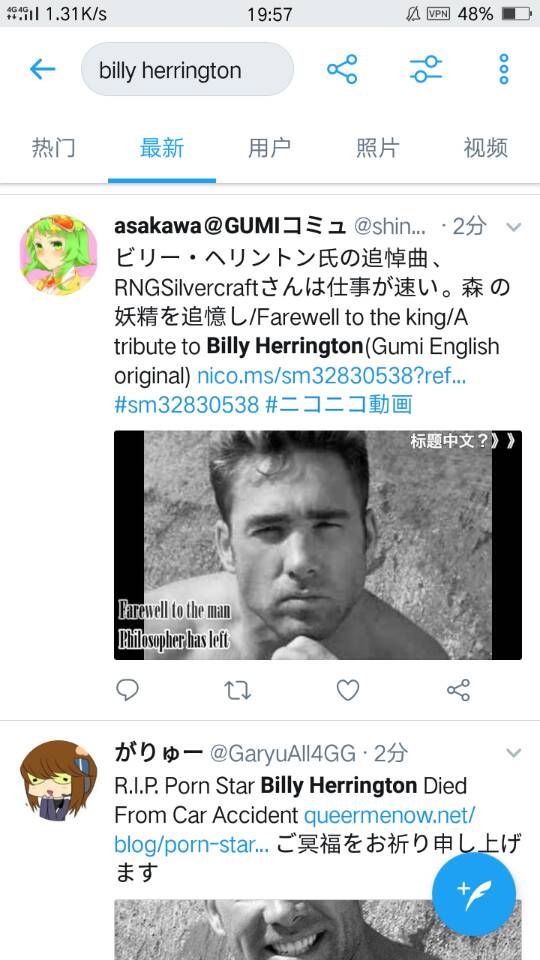 4G 4G 1.31K/s 19:57 VPN 48%
billy herrington
热门 最新 用户 照片 视频
asakawa@GUMIコミュ @shin... · 2分
ビリー・ヘリントン氏の追悼曲、
RNGSilvercraftさんは仕事が速い。森 の
妖精を追憶し/Farewell to the king/A
tribute to Billy Herrington(Gumi English
original) nico.ms/sm32830538?ref...
#sm32830538 #ニコニコ動画
标题中文？》》
Farewell to the man
Philosopher has left
がりゅー @GaryuAll4GG · 2分
R.I.P. Porn Star Billy Herrington Died
From Car Accident queermenow.net/
blog/porn-star... ご冥福をお祈り申し上げ
ます